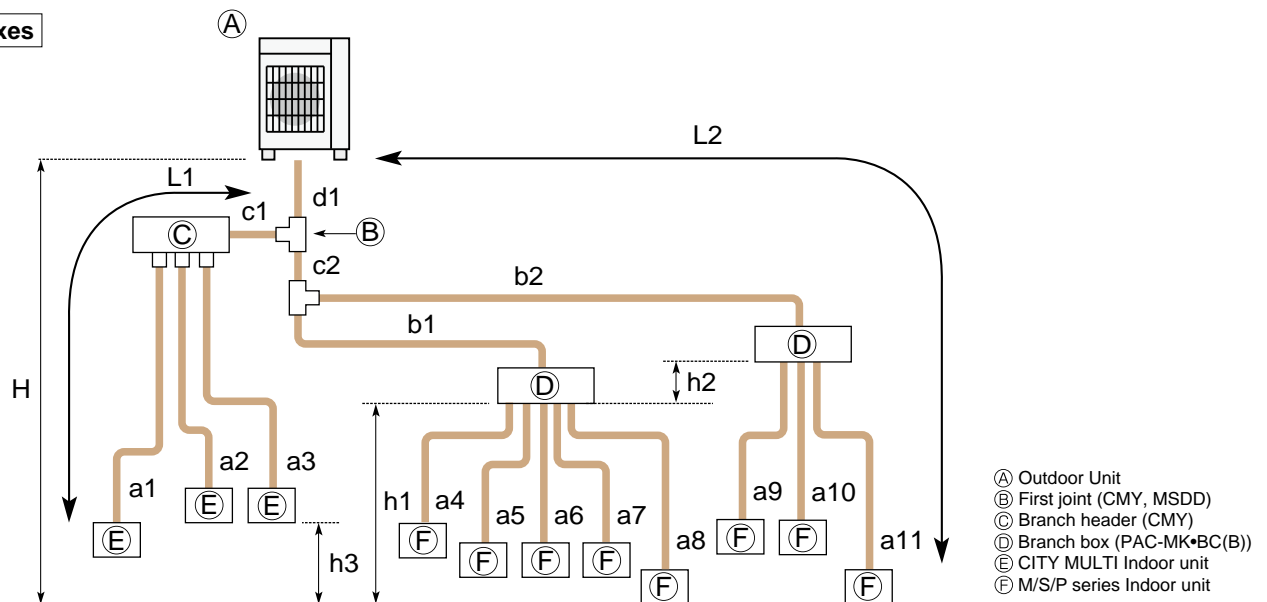 xes
A
L2
L1
d1
c1
C
B
c2
b2
b1
D
H
D
h2
a3
a2
a1
E
E
E
h1
a4
a5
a6
a7
a8
a9
a10
a11
h3
F
F
F
F
F
F
F
F
A Outdoor Unit
B First joint (CMY, MSDD)
C Branch header (CMY)
D Branch box (PAC-MK•BC(B))
E CITY MULTI Indoor unit
F M/S/P series Indoor unit